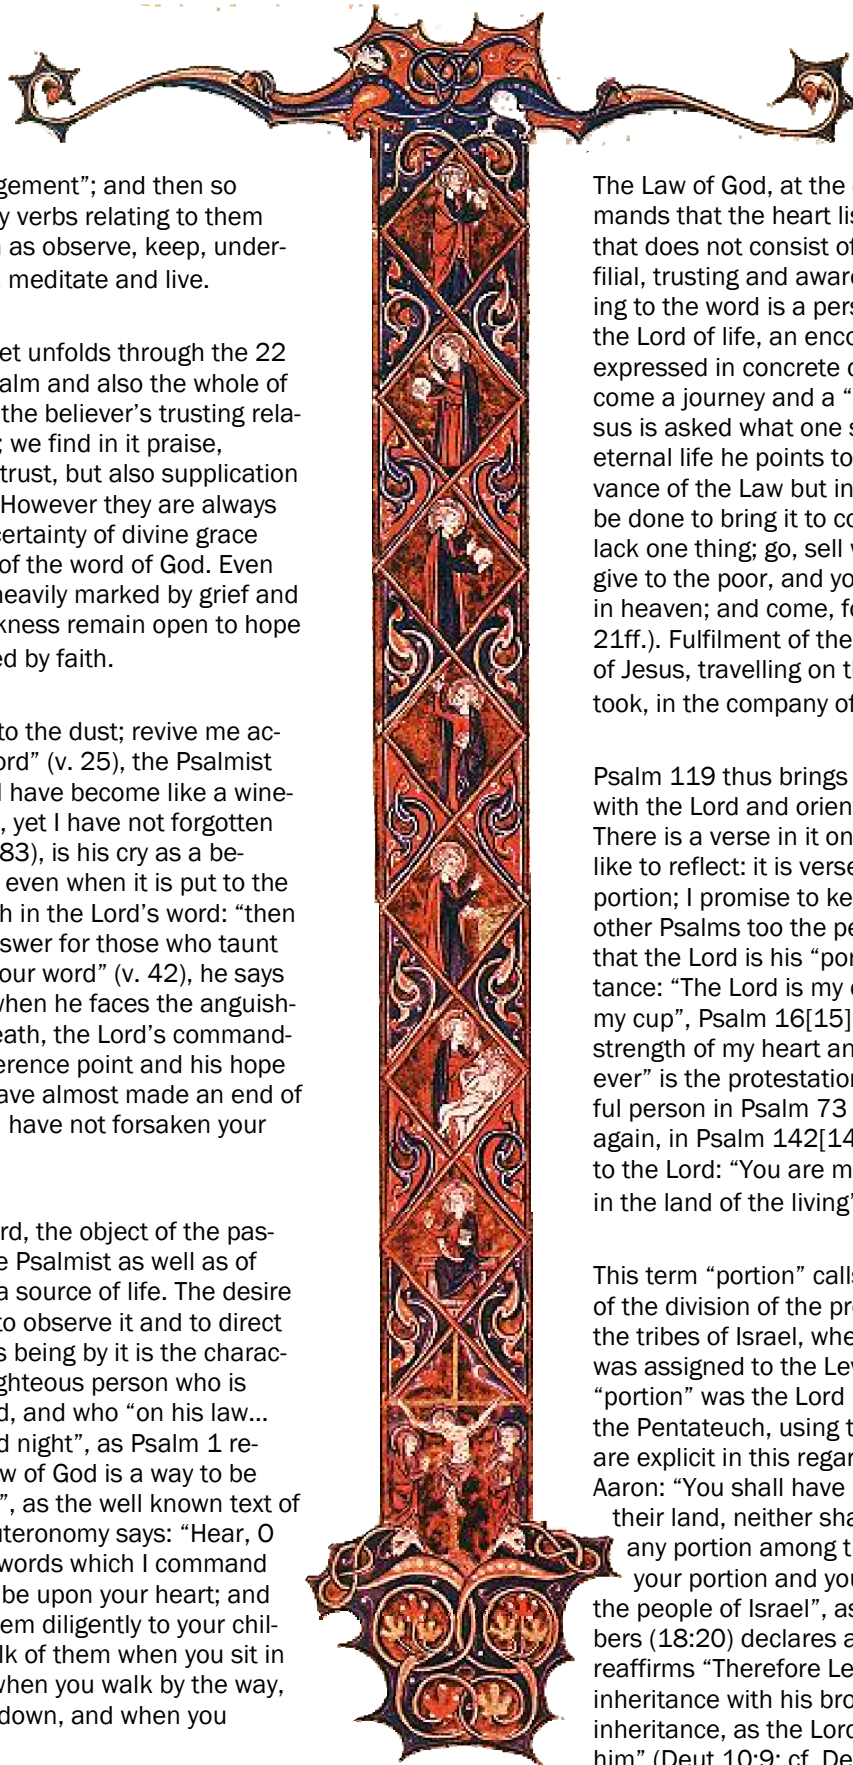 gement”; and then so
y verbs relating to them
as observe, keep, under-
meditate and live.
et unfolds through the 22
alm and also the whole of
the believer’s trusting rela-
; we find in it praise,
trust, but also supplication
However they are always
certainty of divine grace
of the word of God. Even
heavily marked by grief and
kness remain open to hope
ed by faith.
to the dust; revive me ac-
ord” (v. 25), the Psalmist
I have become like a wine-
, yet I have not forgotten
83), is his cry as a be-
even when it is put to the
h in the Lord’s word: “then
swer for those who taunt
our word” (v. 42), he says
when he faces the anguish-
eath, the Lord’s command-
erence point and his hope
ave almost made an end of
have not forsaken your
rd, the object of the pas-
e Psalmist as well as of
a source of life. The desire
to observe it and to direct
s being by it is the charac-
ghteous person who is
d, and who “on his law...
d night”, as Psalm 1 re-
w of God is a way to be
”, as the well known text of
uteronomy says: “Hear, O
words which I command
be upon your heart; and
em diligently to your chil-
lk of them when you sit in
when you walk by the way,
down, and when you
The Law of God, at the
mands that the heart lis
that does not consist of
filial, trusting and aware
ing to the word is a pers
the Lord of life, an enco
expressed in concrete c
come a journey and a “
sus is asked what one s
eternal life he points to
vance of the Law but in
be done to bring it to co
lack one thing; go, sell w
give to the poor, and yo
in heaven; and come, fo
21ff.). Fulfilment of the
of Jesus, travelling on t
took, in the company of
Psalm 119 thus brings
with the Lord and orien
There is a verse in it on
like to reflect: it is verse
portion; I promise to ke
other Psalms too the pe
that the Lord is his “por
tance: “The Lord is my
my cup”, Psalm 16[15]
strength of my heart an
ever” is the protestation
ful person in Psalm 73
again, in Psalm 142[14
to the Lord: “You are m
in the land of the living”
This term “portion” calls
of the division of the pro
the tribes of Israel, whe
was assigned to the Lev
“portion” was the Lord
the Pentateuch, using t
are explicit in this regar
Aaron: “You shall have
their land, neither sha
any portion among t
your portion and you
the people of Israel”, as
bers (18:20) declares a
reaffirms “Therefore Le
inheritance with his bro
inheritance, as the Lord
him” (Deut 10:9; cf. De